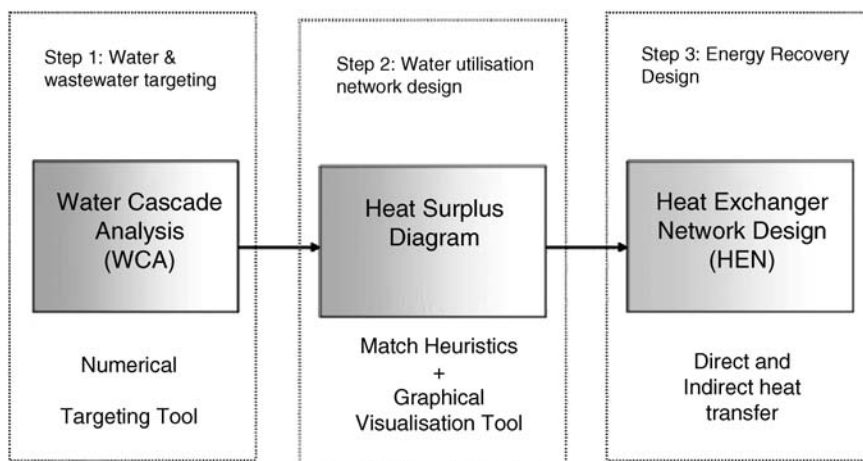 Step 1: Water &
wastewater targeting
Water Cascade
Analysis
(WCA)
Numerical
Targeting Tool
Step 2: Water utilisation
network design
Heat Surplus
Diagram
Match Heuristics
+
Graphical
Visualisation Tool
Step 3: Energy Recovery
Design
Heat Exchanger
Network Design
(HEN)
Direct and
Indirect heat
transfer